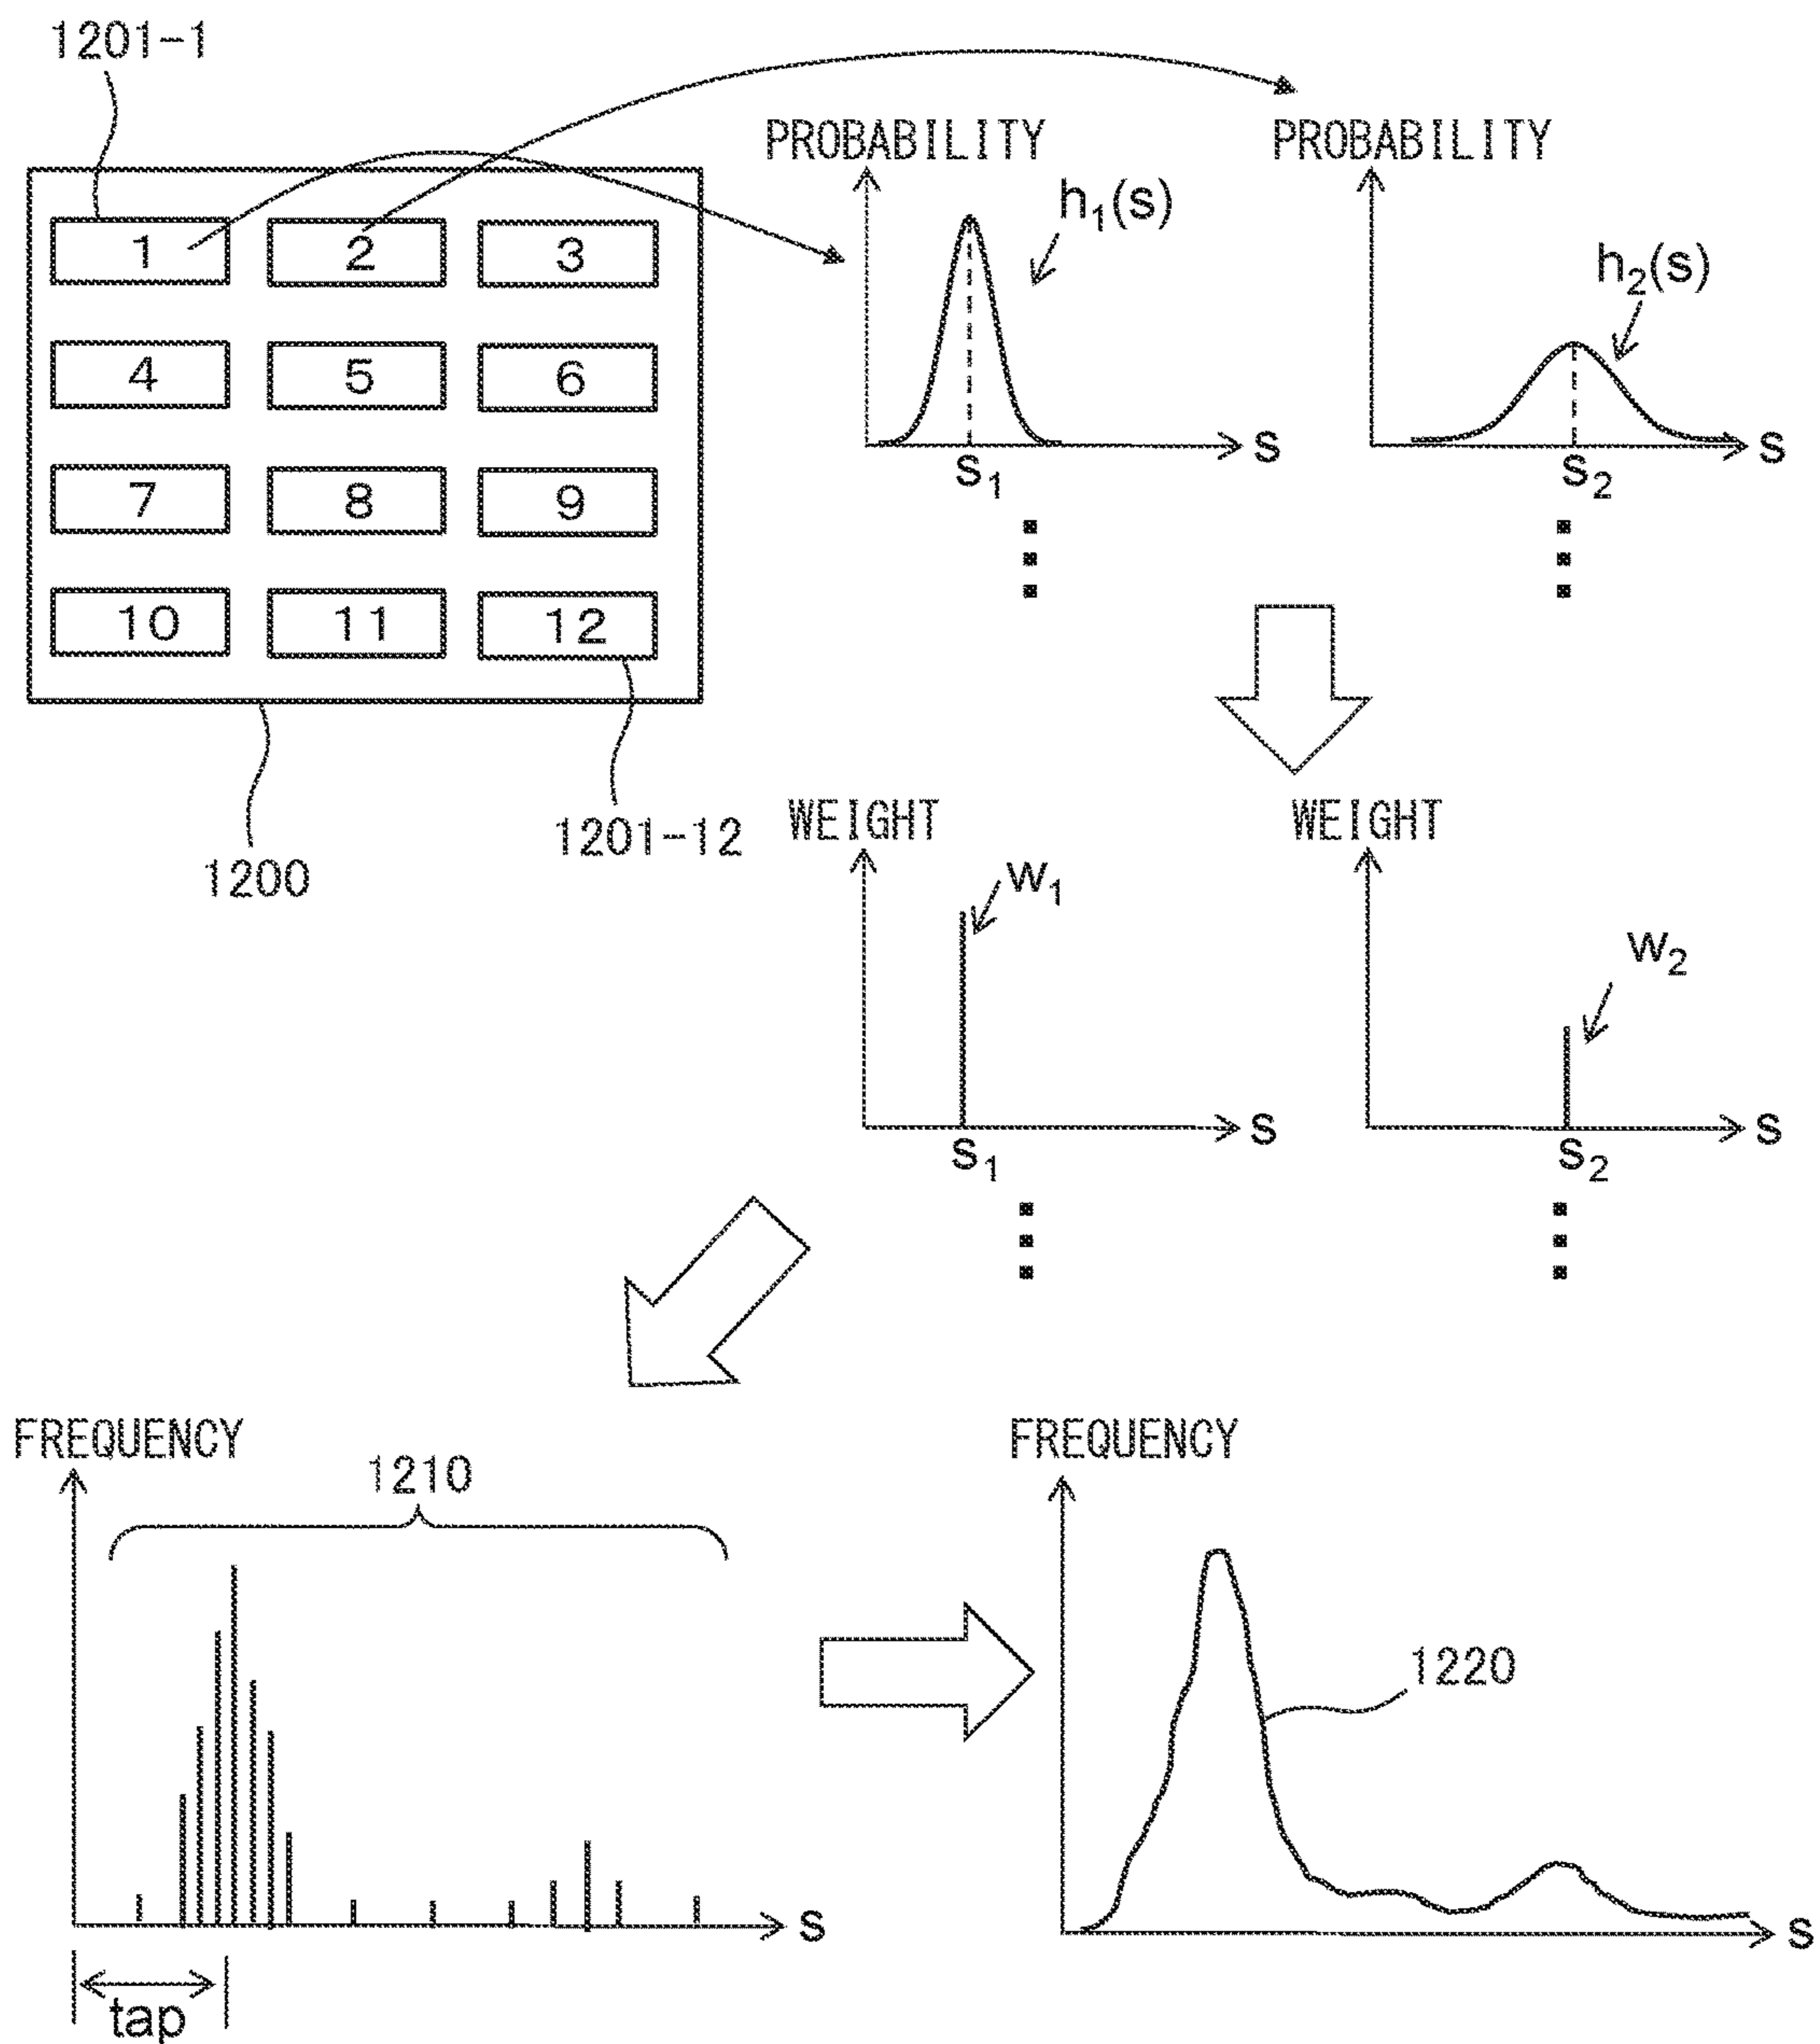 1201-1
PROBABILITY PROBABILITY
h₁(s)
h₂(s)
1 2 3
4 5 6
7 8 9
10 11 12
s₁ s
s₂ s
1200
1201-12
WEIGHT WEIGHT
w₁
w₂
s₁ s
s₂ s
FREQUENCY
1210
s
tap
FREQUENCY
1220
s